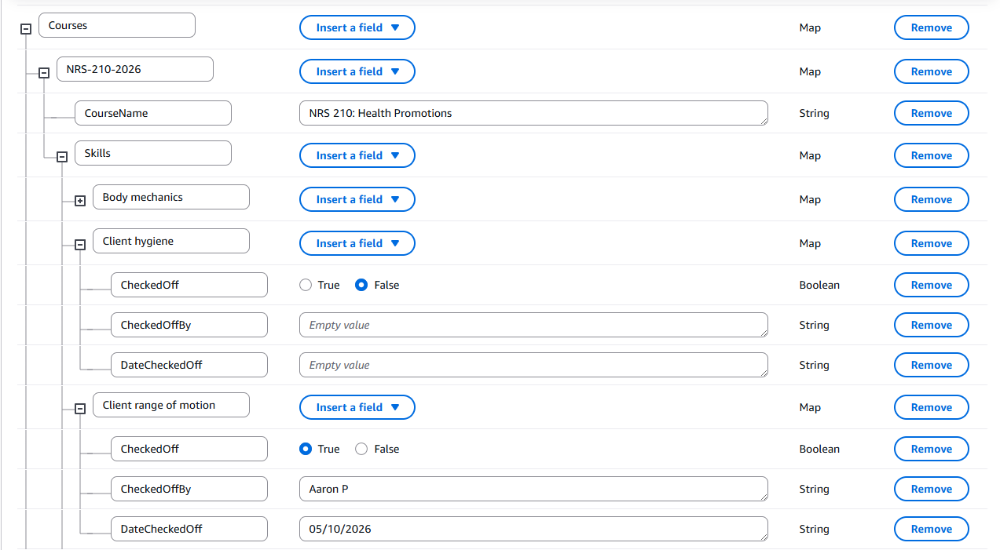 Courses Insert a field Map Remove
NRS-210-2026 Insert a field Map Remove
CourseName NRS 210: Health Promotions String Remove
Skills Insert a field Map Remove
Body mechanics Insert a field Map Remove
Client hygiene Insert a field Map Remove
CheckedOff True False Boolean Remove
CheckedOffBy Empty value String Remove
DateCheckedOff Empty value String Remove
Client range of motion Insert a field Map Remove
CheckedOff True False Boolean Remove
CheckedOffBy Aaron P String Remove
DateCheckedOff 05/10/2026 String Remove